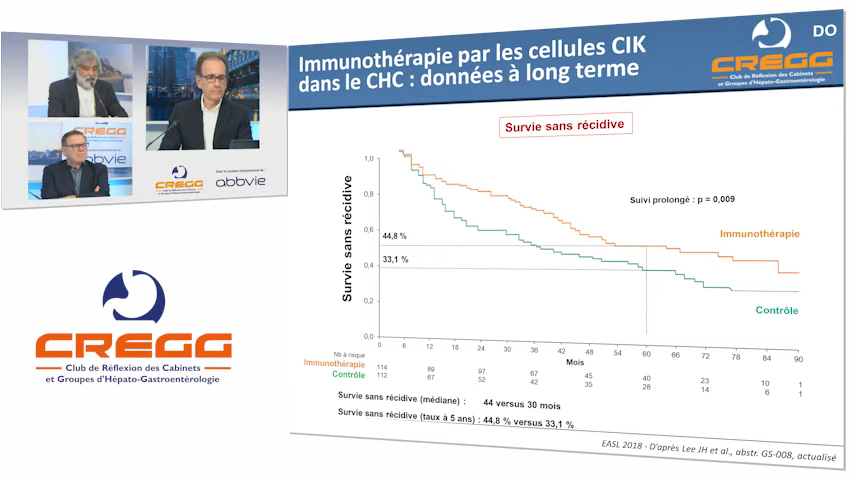 Immunothérapie par les cellules CIK
dans le CHC : données à long terme
DO
CREGG
Club de Réflexion des Cabinets
et Groupes d'Hépato-Gastroentérologie
CREGG
abbvie
CREGG
abbvie
CREGG
Club de Réflexion des Cabinets
et Groupes d'Hépato-Gastroentérologie
Survie sans récidive
Survie sans récidive
1,0
0,8
0,6
0,4
0,2
0,0
44,8 %
33,1 %
Suivi prolongé : p = 0,009
Immunothérapie
Contrôle
0 6 12 18 24 30 36 42 48 54 60 66 72 78 84 90
Mois
Nb à risque
Immunothérapie 114 89 97 67 45 40 23 10 1
Contrôle 112 67 52 42 35 28 14 6 1
Survie sans récidive (médiane) : 44 versus 30 mois
Survie sans récidive (taux à 5 ans) : 44,8 % versus 33,1 %
EASL 2018 - D'après Lee JH et al., abstr. GS-008, actualisé